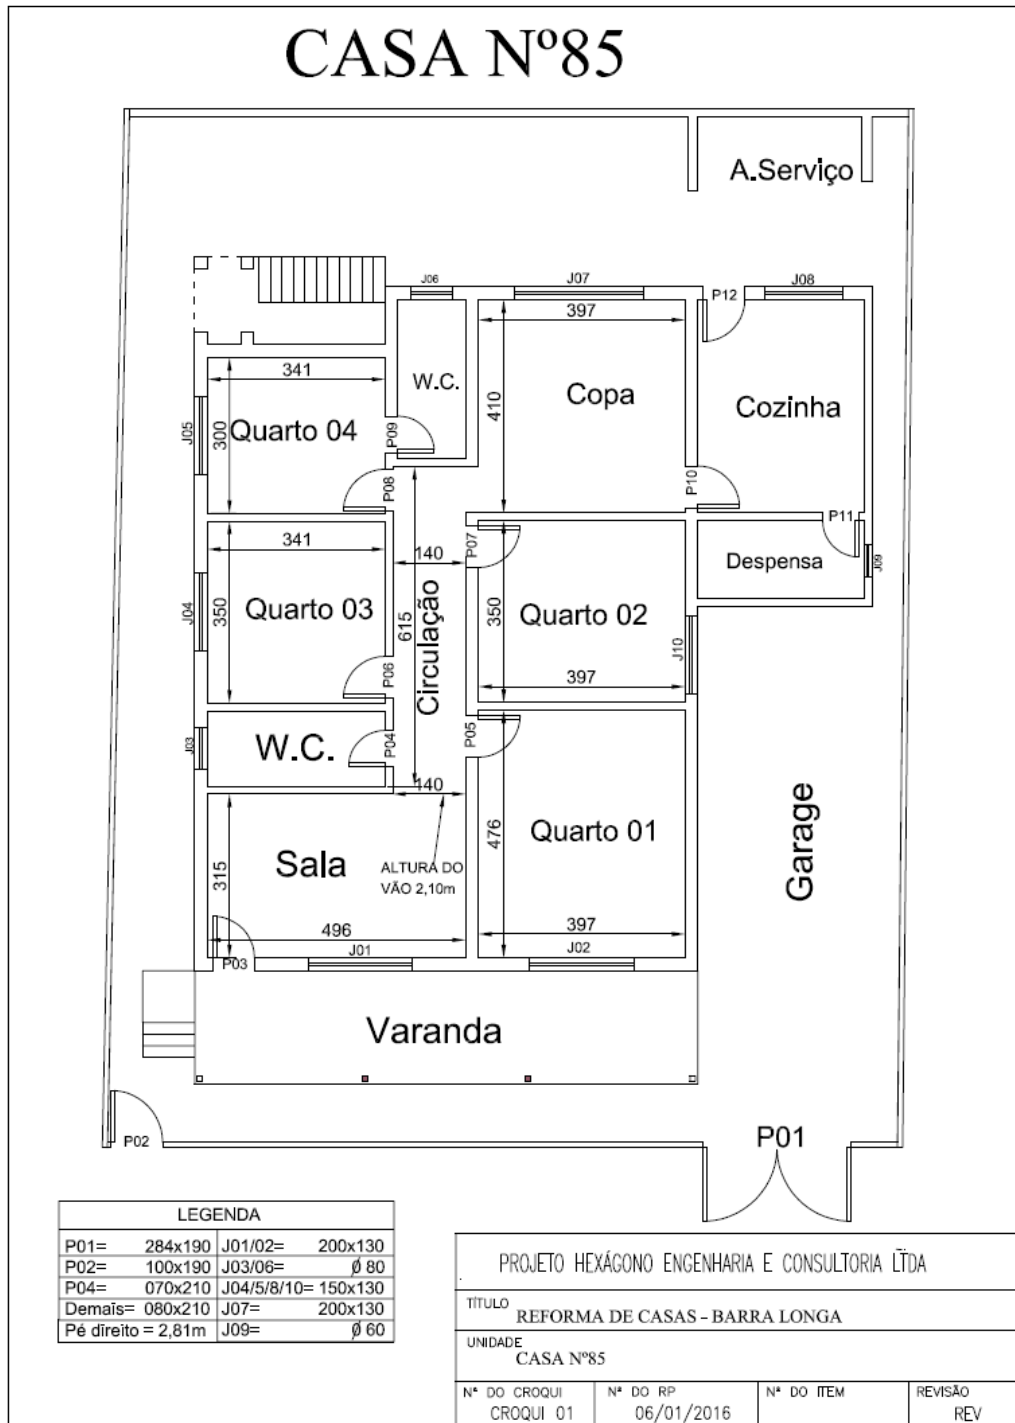 CASA Nº85
A.Serviço
J06
J07
J08
P12
397
341
W.C.
Copa
Cozinha
410
J05
300
Quarto 04
P09
P08
P10
P11
341
140
P07
Despensa
J09
J04
350
Quarto 03
615
Circulação
350
Quarto 02
J10
P06
397
J03
W.C.
P04
P05
140
Garage
315
Sala
ALTURA DO
VÃO 2,10m
476
Quarto 01
496
397
J01
J02
P03
Varanda
P02
P01
LEGENDA
P01= 284x190 J01/02= 200x130
P02= 100x190 J03/06= Ø 80
P04= 070x210 J04/5/8/10= 150x130
Demais= 080x210 J07= 200x130
Pé direito = 2,81m J09= Ø 60
PROJETO HEXÁGONO ENGENHARIA E CONSULTORIA LTDA
TÍTULO
REFORMA DE CASAS - BARRA LONGA
UNIDADE
CASA Nº85
Nª DO CROQUI Nª DO RP Nª DO ITEM REVISÃO
CROQUI 01 06/01/2016 REV